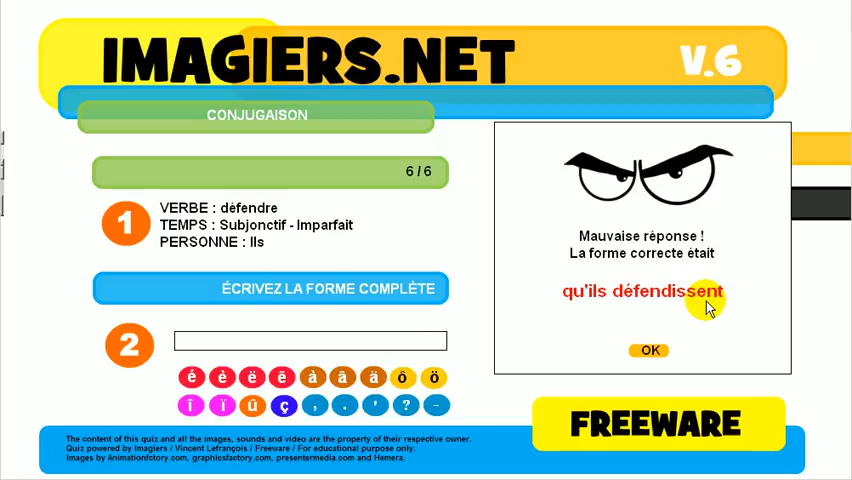 IMAGIERS.NET
V.6
CONJUGAISON
6 / 6
1
VERBE : défendre
TEMPS : Subjonctif - Imparfait
PERSONNE : Ils
ÉCRIVEZ LA FORME COMPLÈTE
2
é è ë ê à â ä ô ö
î ï û ç , . ' ? -
Mauvaise réponse !
La forme correcte était
qu'ils défendissent
OK
FREEWARE
The content of this quiz and all the images, sounds and video are the property of their respective owner.
Quiz powered by Imagiers / Vincent Lefrançois / Freeware / For educational purpose only.
Images by Animationfctory.com, graphicsfactory.com, presentermedia.com and Hemera.